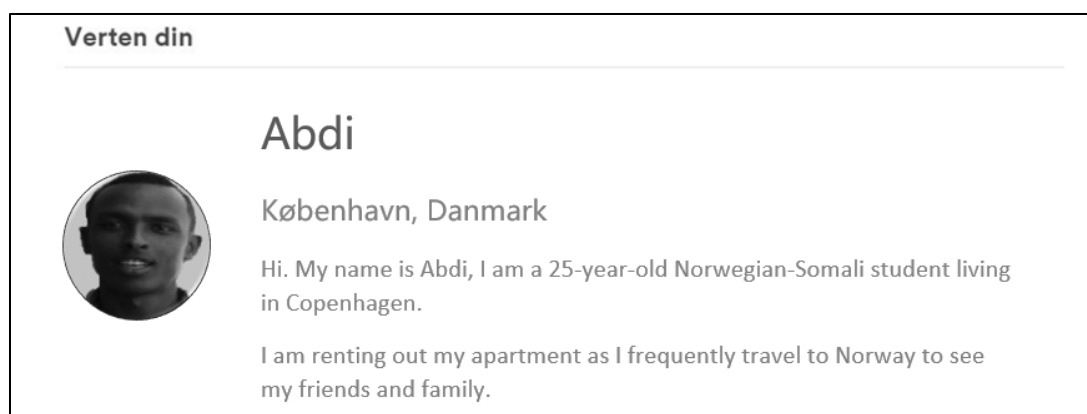 Verten din
Abdi
København, Danmark
Hi. My name is Abdi, I am a 25-year-old Norwegian-Somali student living
in Copenhagen.
I am renting out my apartment as I frequently travel to Norway to see
my friends and family.